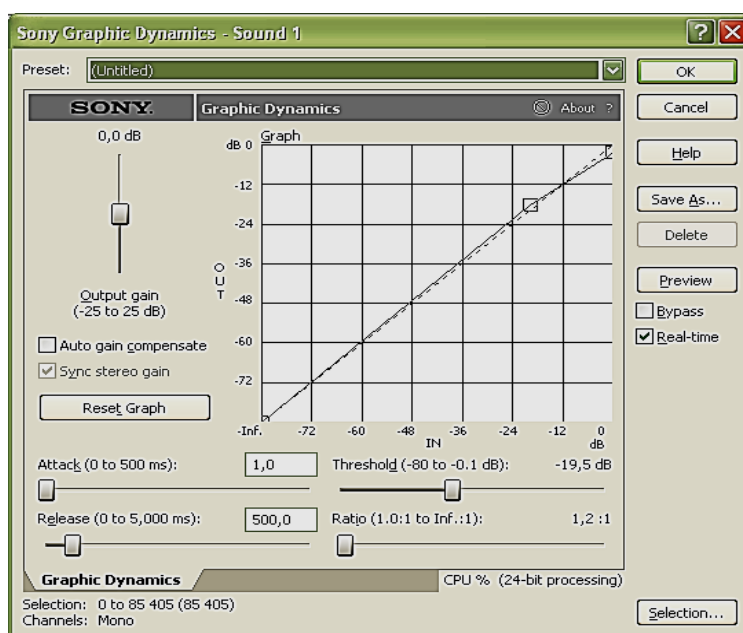 Sony Graphic Dynamics - Sound 1
Preset: (Untitled)
OK
SONY. Graphic Dynamics About ?
Cancel
0,0 dB
Graph
dB 0
Help
-12
Save As...
-24
Delete
-36
OUT
Preview
Output gain
(-25 to 25 dB)
-48
Bypass
Auto gain compensate
-60
Real-time
Sync stereo gain
-72
Reset Graph
-Inf. -72 -60 -48 -36 -24 -12 0
IN dB
Attack (0 to 500 ms): 1,0 Threshold (-80 to -0.1 dB): -19,5 dB
Release (0 to 5,000 ms): 500,0 Ratio (1.0:1 to Inf.:1): 1,2 :1
Graphic Dynamics CPU % (24-bit processing)
Selection: 0 to 85 405 (85 405)
Channels: Mono
Selection...